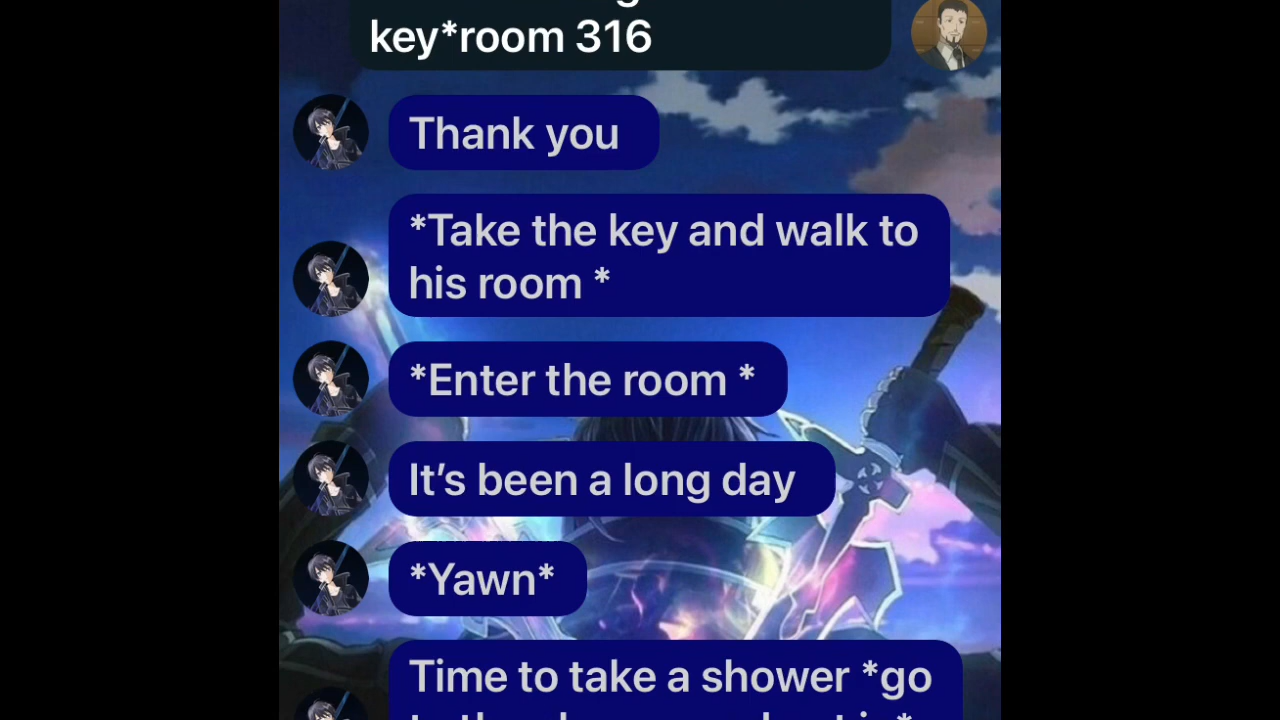 key*room 316
Thank you
*Take the key and walk to
his room *
*Enter the room *
It’s been a long day
*Yawn*
Time to take a shower *go